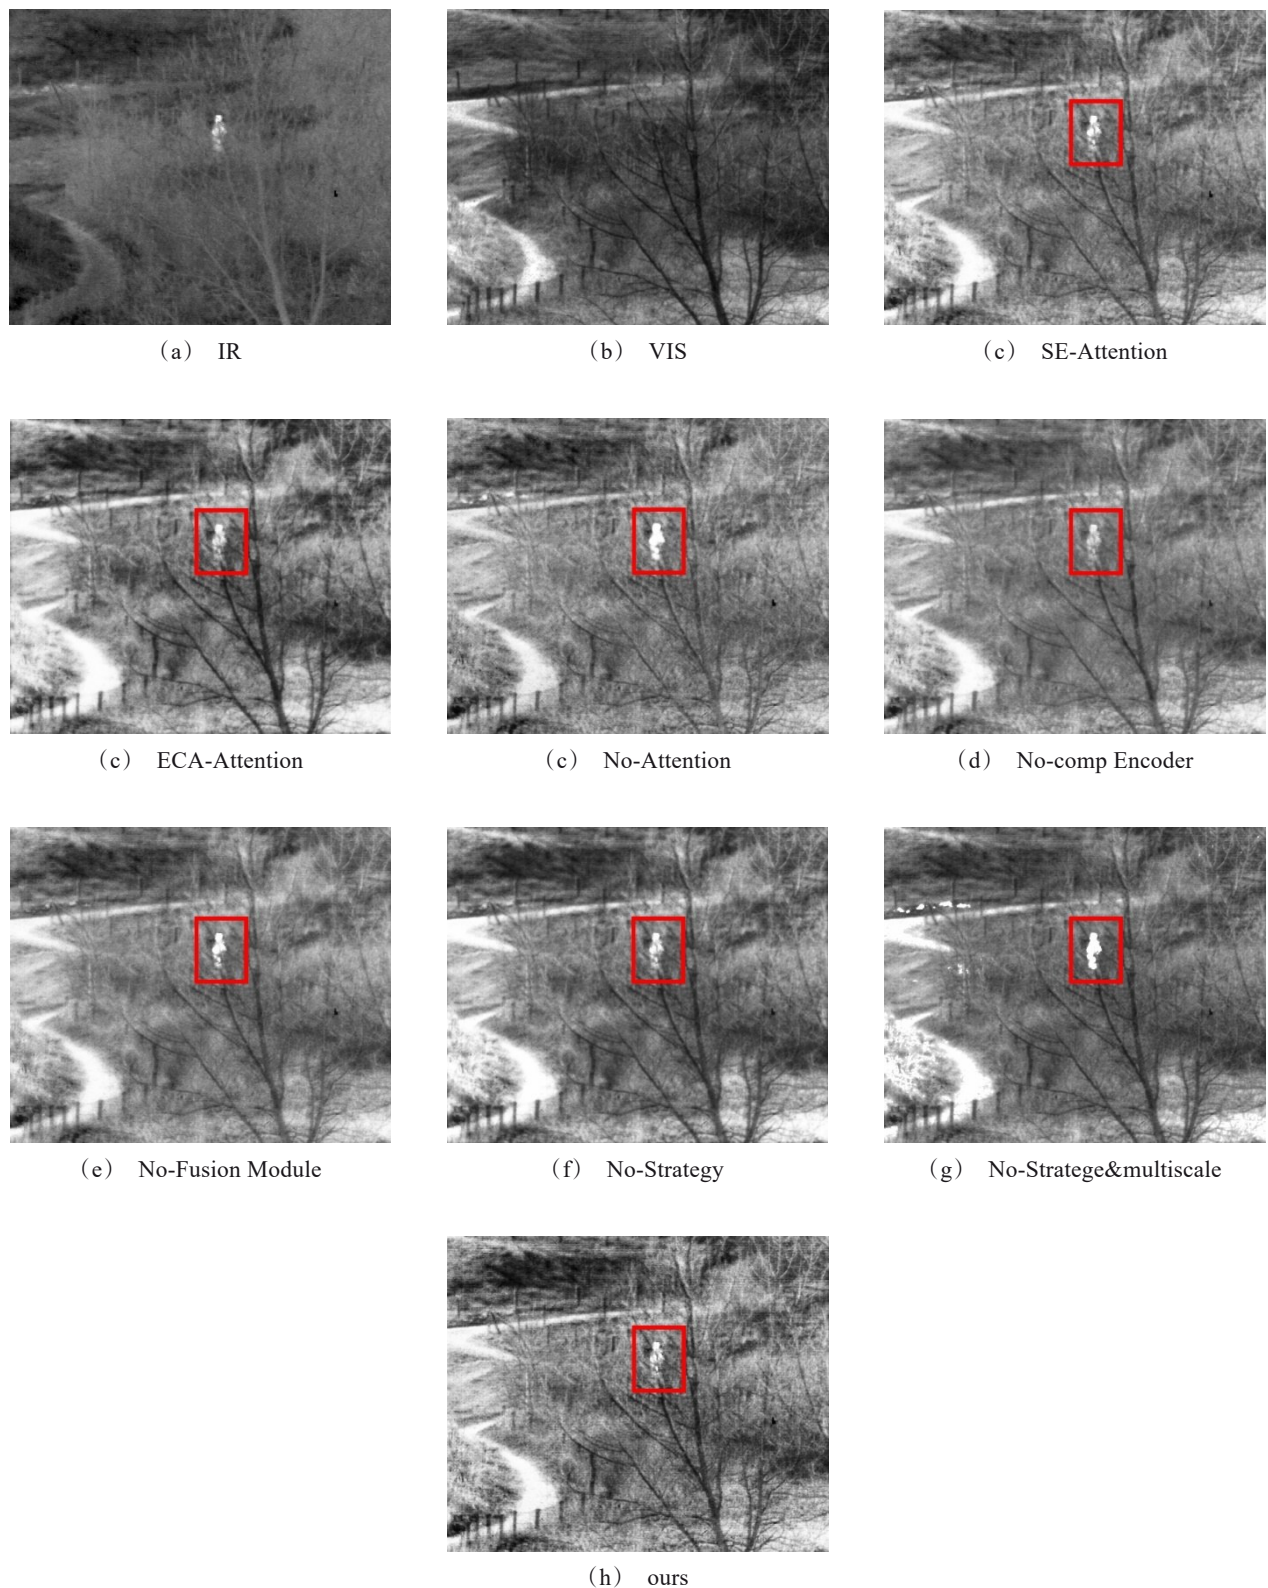 （a） IR
（b） VIS
（c） SE-Attention
（c） ECA-Attention
（c） No-Attention
（d） No-comp Encoder
（e） No-Fusion Module
（f） No-Strategy
（g） No-Stratege&multiscale
（h） ours